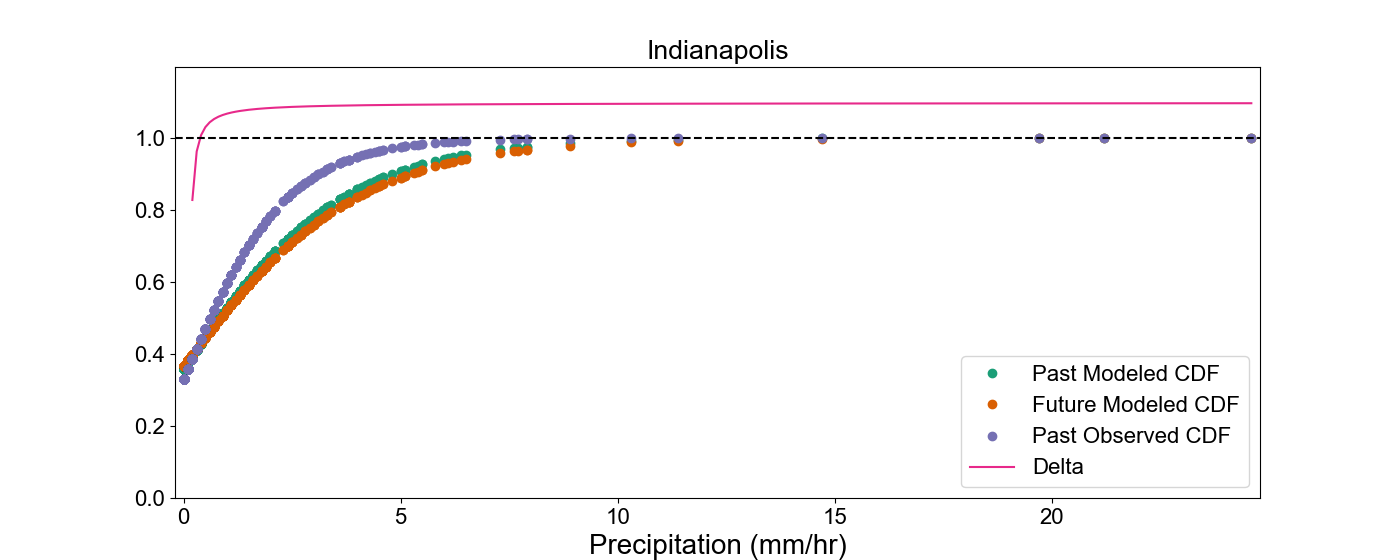 Indianapolis
1.0
0.8
0.6
0.4
0.2
0.0
0
5
10
15
20
Precipitation (mm/hr)
Past Modeled CDF
Future Modeled CDF
Past Observed CDF
Delta